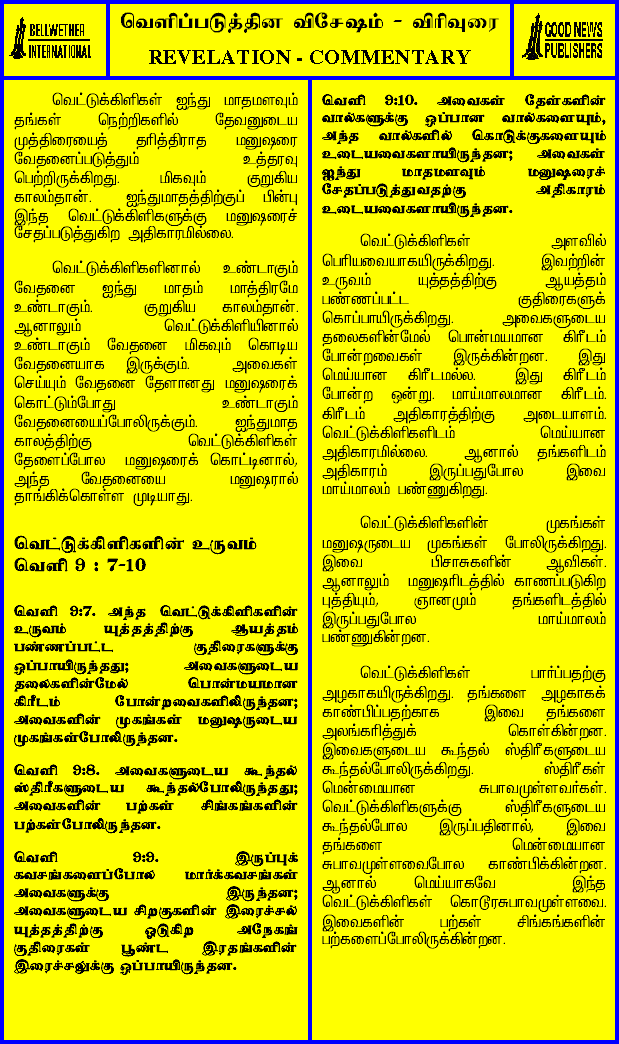 BELLWETHER
INTERNATIONAL
வெளிப்படுத்தின விசேஷம் - விரிவுரை
REVELATION - COMMENTARY
GOOD NEWS
PUBLISHERS
வெட்டுக்கிளிகள் ஐந்து மாதமளவும்
தங்கள் நெற்றிகளில் தேவனுடைய
முத்திரையைத் தரித்திராத மனுஷரை
வேதனைப்படுத்தும் உத்தரவு
பெற்றிருக்கிறது. மிகவும் குறுகிய
காலம்தான். ஐந்துமாதத்திற்குப் பின்பு
இந்த வெட்டுக்கிளிகளுக்கு மனுஷரைச்
சேதப்படுத்துகிற அதிகாரமில்லை.
வெட்டுக்கிளிகளினால் உண்டாகும்
வேதனை ஐந்து மாதம் மாத்திரமே
உண்டாகும். குறுகிய காலம்தான்.
ஆனாலும் வெட்டுக்கிளியினால்
உண்டாகும் வேதனை மிகவும் கொடிய
வேதனையாக இருக்கும். அவைகள்
செய்யும் வேதனை தேளானது மனுஷரைக்
கொட்டும்போது உண்டாகும்
வேதனையைப்போலிருக்கும். ஐந்துமாத
காலத்திற்கு வெட்டுக்கிளிகள்
தேளைப்போல மனுஷரைக் கொட்டினால்,
அந்த வேதனையை மனுஷரால்
தாங்கிக்கொள்ள முடியாது.
வெட்டுக்கிளிகளின் உருவம்
வெளி 9 : 7-10
வெளி 9:7. அந்த வெட்டுக்கிளிகளின்
உருவம் யுத்தத்திற்கு ஆயத்தம்
பண்ணப்பட்ட குதிரைகளுக்கு
ஒப்பாயிருந்தது; அவைகளுடைய
தலைகளின்மேல் பொன்மயமான
கிரீடம் போன்றவைகளிலிருந்தன;
அவைகளின் முகங்கள் மனுஷருடைய
முகங்கள்போலிருந்தன.
வெளி 9:8. அவைகளுடைய கூந்தல்
ஸ்திரீகளுடைய கூந்தல்போலிருந்தது;
அவைகளின் பற்கள் சிங்கங்களின்
பற்கள்போலிருந்தன.
வெளி 9:9. இருப்புக்
கவசங்களைப்போல் மார்க்கவசங்கள்
அவைகளுக்கு இருந்தன;
அவைகளுடைய சிறகுகளின் இரைச்சல்
யுத்தத்திற்கு ஓடுகிற அநேகங்
குதிரைகள் பூண்ட இரதங்களின்
இரைச்சலுக்கு ஒப்பாயிருந்தன.
வெளி 9:10. அவைகள் தேள்களின்
வால்களுக்கு ஒப்பான வால்களையும்,
அந்த வால்களில் கொடுக்குகளையும்
உடையவைகளாயிருந்தன; அவைகள்
ஐந்து மாதமளவும் மனுஷரைச்
சேதப்படுத்துவதற்கு அதிகாரம்
உடையவைகளாயிருந்தன.
வெட்டுக்கிளிகள் அளவில்
பெரியவையாகயிருக்கிறது. இவற்றின்
உருவம் யுத்தத்திற்கு ஆயத்தம்
பண்ணப்பட்ட குதிரைகளுக்
கொப்பாயிருக்கிறது. அவைகளுடைய
தலைகளின்மேல் பொன்மயமான கிரீடம்
போன்றவைகள் இருக்கின்றன. இது
மெய்யான கிரீடமல்ல. இது கிரீடம்
போன்ற ஒன்று. மாய்மாலமான கிரீடம்.
கிரீடம் அதிகாரத்திற்கு அடையாளம்.
வெட்டுக்கிளிகளிடம் மெய்யான
அதிகாரமில்லை. ஆனால் தங்களிடம்
அதிகாரம் இருப்பதுபோல இவை
மாய்மாலம் பண்ணுகிறது.
வெட்டுக்கிளிகளின் முகங்கள்
மனுஷருடைய முகங்கள் போலிருக்கிறது.
இவை பிசாசுகளின் ஆவிகள்.
ஆனாலும் மனுஷரிடத்தில் காணப்படுகிற
புத்தியும், ஞானமும் தங்களிடத்தில்
இருப்பதுபோல மாய்மாலம்
பண்ணுகின்றன.
வெட்டுக்கிளிகள் பார்ப்பதற்கு
அழகாகயிருக்கிறது. தங்களை அழகாகக்
காண்பிப்பதற்காக இவை தங்களை
அலங்கரித்துக் கொள்கின்றன.
இவைகளுடைய கூந்தல் ஸ்திரீகளுடைய
கூந்தல்போலிருக்கிறது. ஸ்திரீகள்
மென்மையான சுபாவமுள்ளவர்கள்.
வெட்டுக்கிளிகளுக்கு ஸ்திரீகளுடைய
கூந்தல்போல இருப்பதினால், இவை
தங்களை மென்மையான
சுபாவமுள்ளவைபோல காண்பிக்கின்றன.
ஆனால் மெய்யாகவே இந்த
வெட்டுக்கிளிகள் கொடூரசுபாவமுள்ளவை.
இவைகளின் பற்கள் சிங்கங்களின்
பற்களைப்போலிருக்கின்றன.